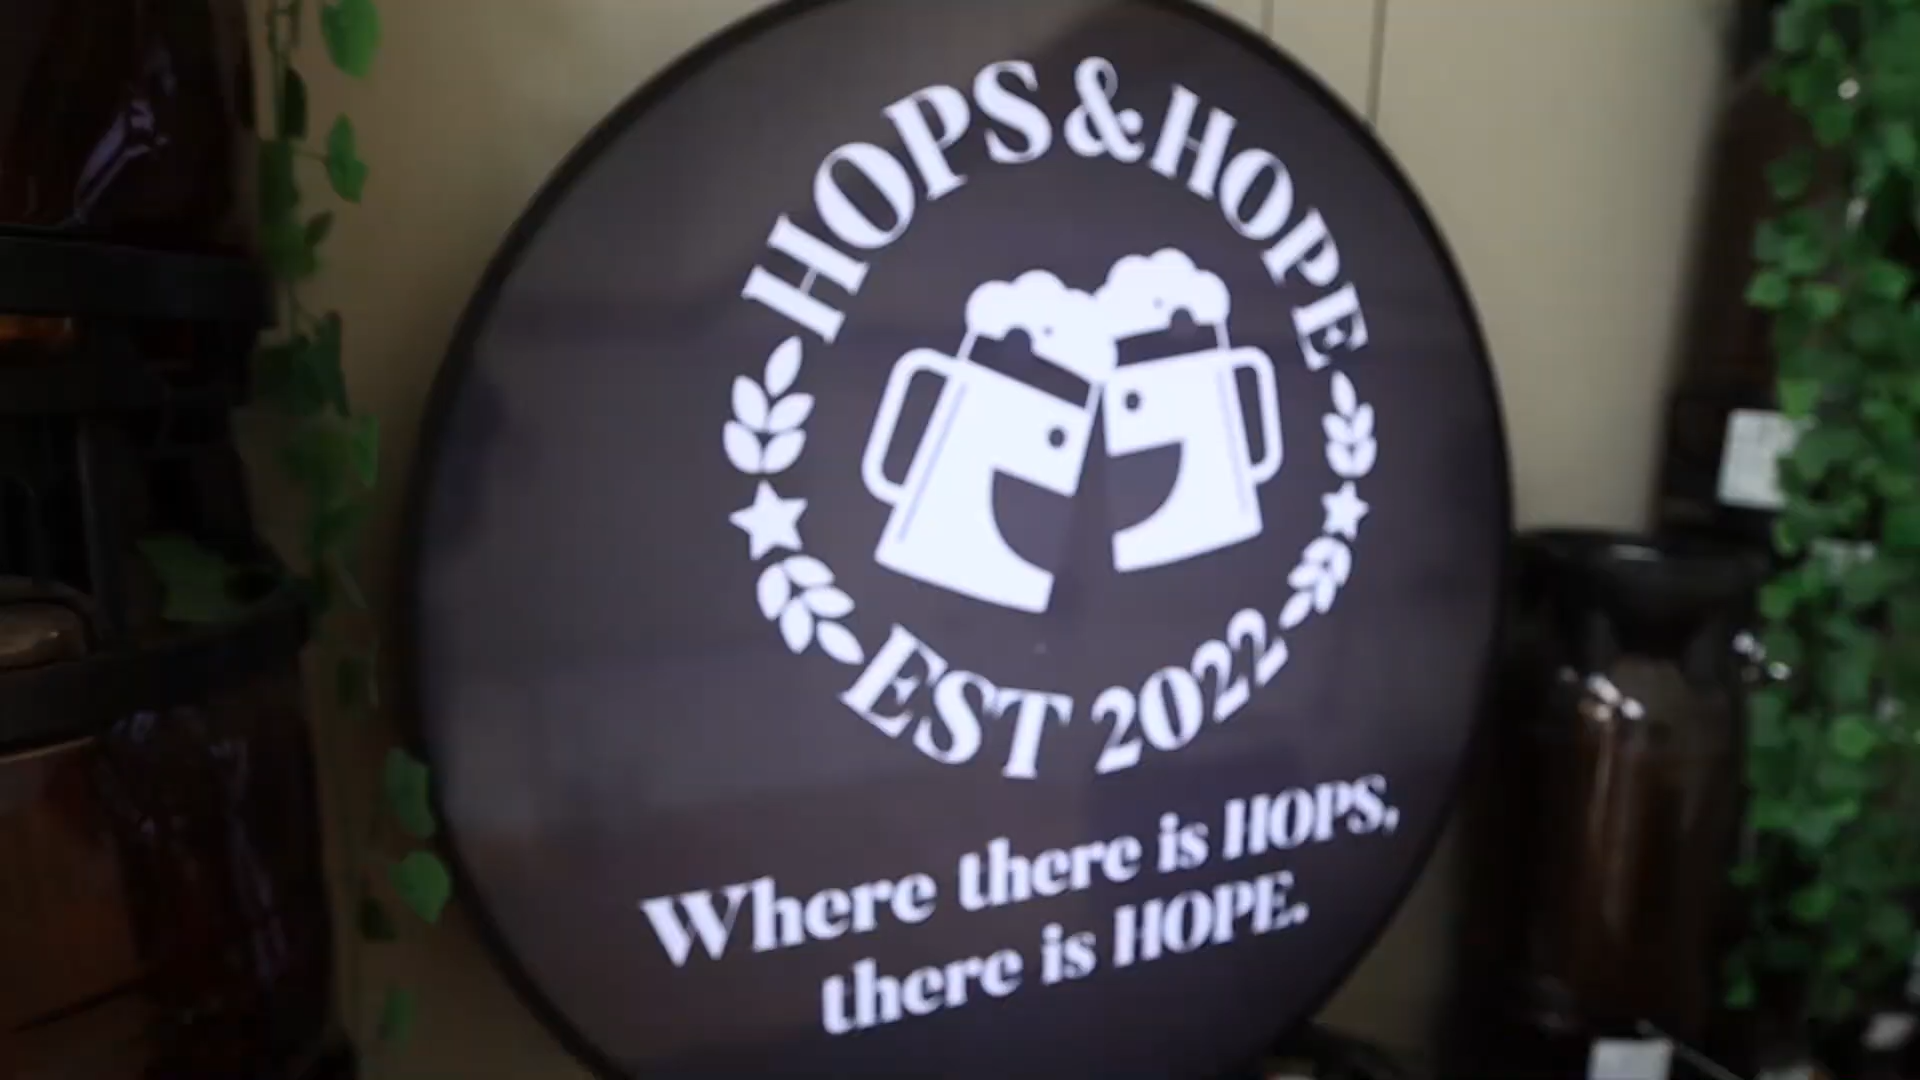 HOPS & HOPE
EST 2022
Where there is HOPS,
there is HOPE.